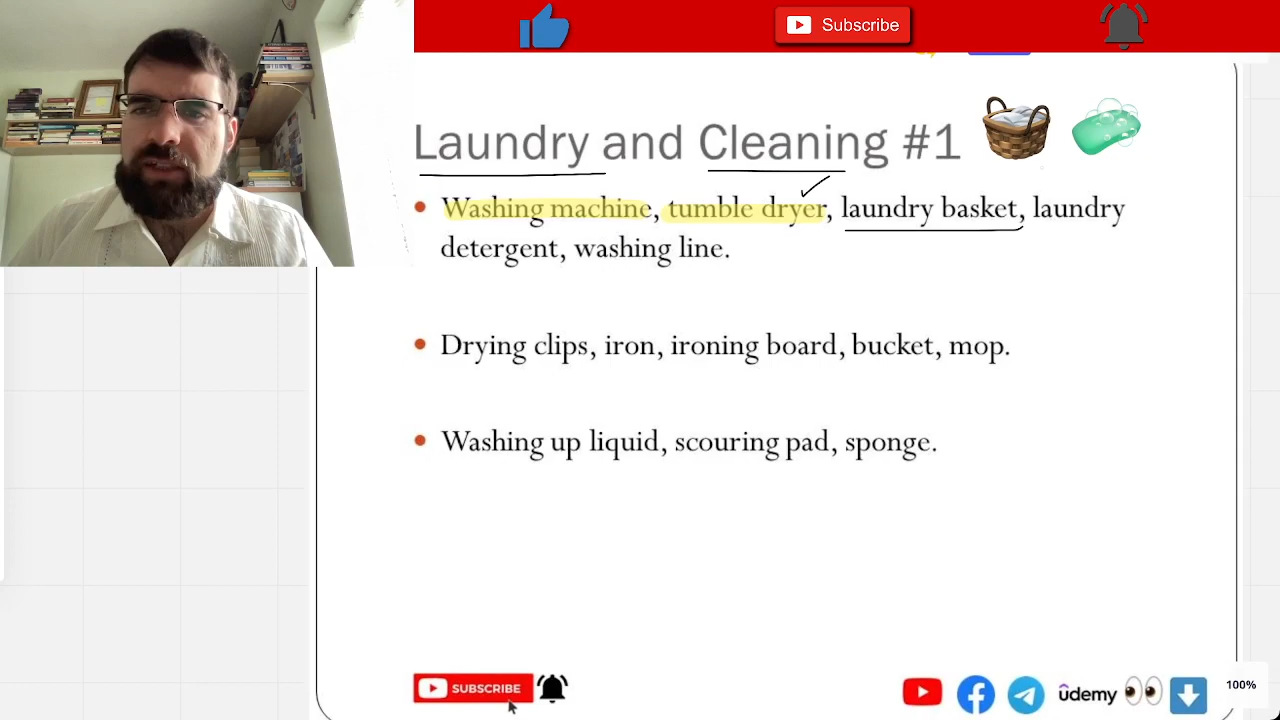 Subscribe
Laundry and Cleaning #1
Washing machine, tumble dryer, laundry basket, laundry
detergent, washing line.
Drying clips, iron, ironing board, bucket, mop.
Washing up liquid, scouring pad, sponge.
SUBSCRIBE
ûdemy
100%